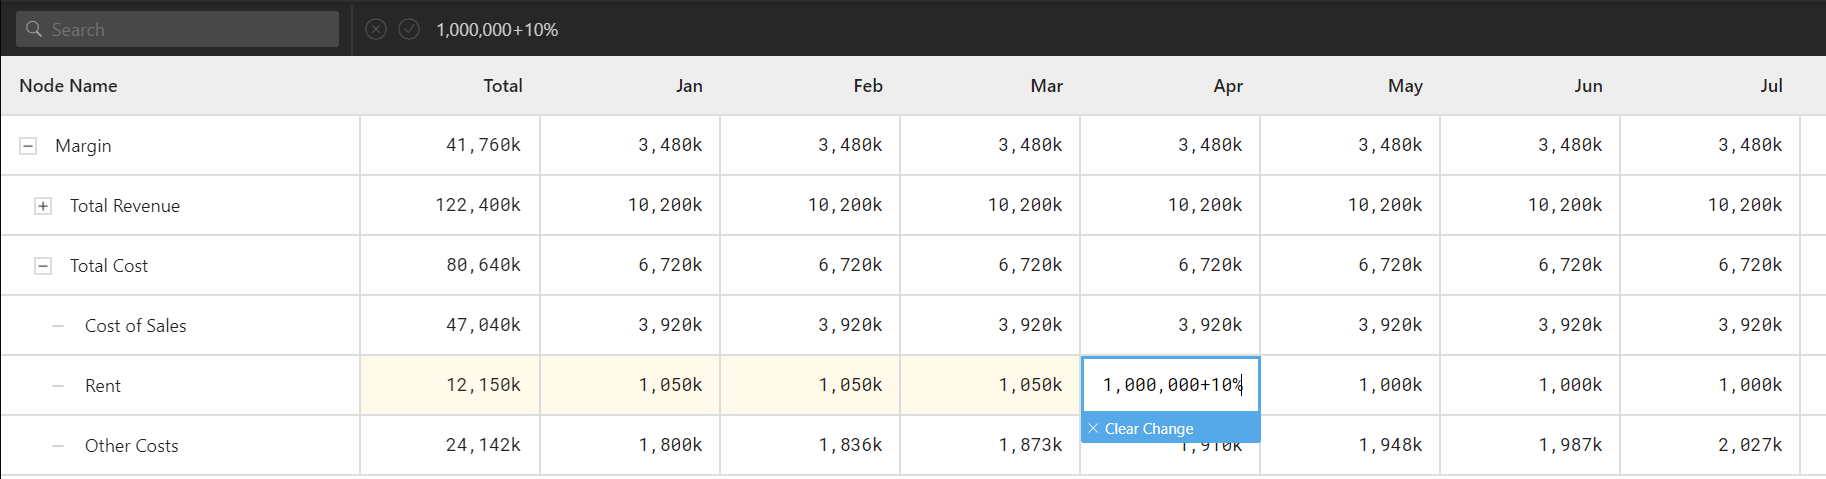 Search 1,000,000+10%
Node Name Total Jan Feb Mar Apr May Jun Jul
Margin 41,760k 3,480k 3,480k 3,480k 3,480k 3,480k 3,480k 3,480k
Total Revenue 122,400k 10,200k 10,200k 10,200k 10,200k 10,200k 10,200k 10,200k
Total Cost 80,640k 6,720k 6,720k 6,720k 6,720k 6,720k 6,720k 6,720k
Cost of Sales 47,040k 3,920k 3,920k 3,920k 3,920k 3,920k 3,920k 3,920k
Rent 12,150k 1,050k 1,050k 1,050k 1,000,000+10% 1,000k 1,000k 1,000k
Clear Change
Other Costs 24,142k 1,800k 1,836k 1,873k 1,910k 1,948k 1,987k 2,027k